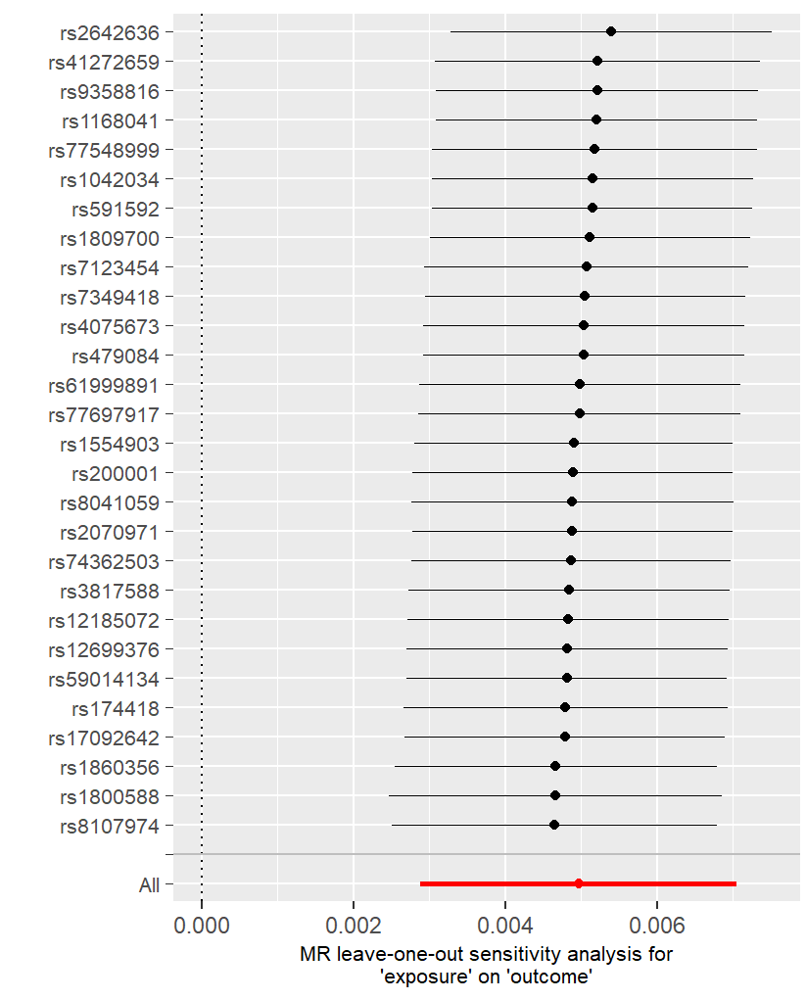 rs2642636
rs41272659
rs9358816
rs1168041
rs77548999
rs1042034
rs591592
rs1809700
rs7123454
rs7349418
rs4075673
rs479084
rs61999891
rs77697917
rs1554903
rs200001
rs8041059
rs2070971
rs74362503
rs3817588
rs12185072
rs12699376
rs59014134
rs174418
rs17092642
rs1860356
rs1800588
rs8107974
All
0.000 0.002 0.004 0.006
MR leave-one-out sensitivity analysis for
'exposure' on 'outcome'